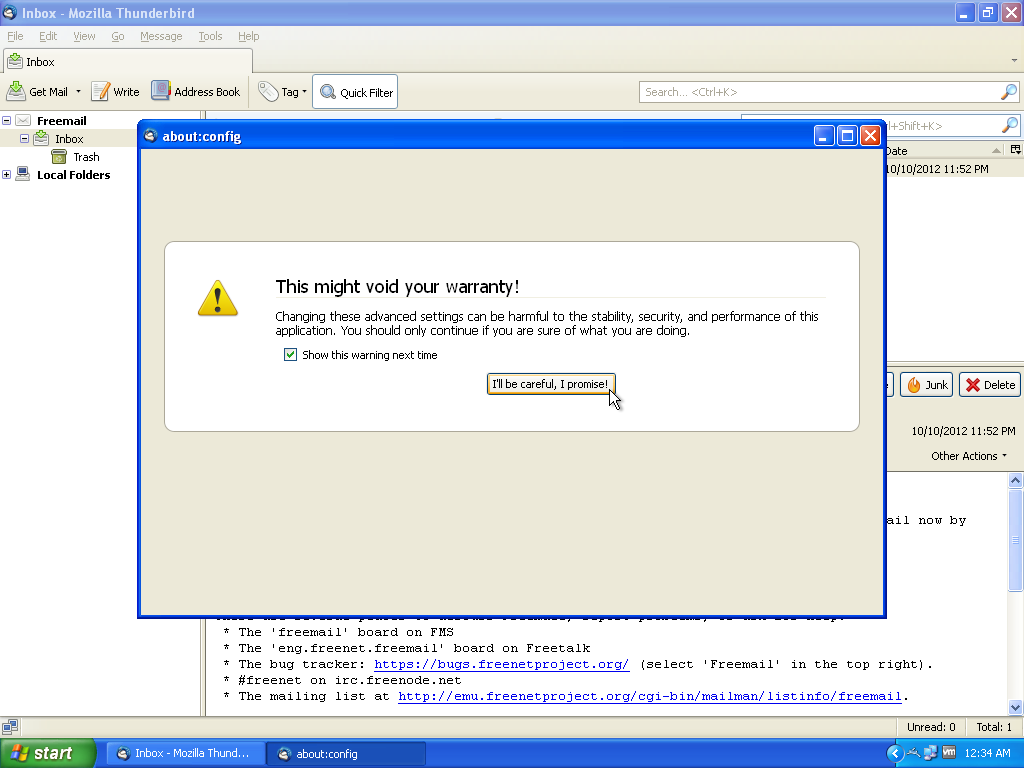 Inbox - Mozilla Thunderbird
File Edit View Go Message Tools Help
Inbox
Get Mail Write Address Book Tag Quick Filter Search... <Ctrl+K>
Freemail
Inbox
Trash
Local Folders
l+Shift+K>
Date
10/10/2012 11:52 PM
about:config
This might void your warranty!
Changing these advanced settings can be harmful to the stability, security, and performance of this
application. You should only continue if you are sure of what you are doing.
Show this warning next time
I'll be careful, I promise!
Junk Delete
10/10/2012 11:52 PM
Other Actions
ail now by
* The 'freemail' board on FMS
* The 'eng.freenet.freemail' board on Freetalk
* The bug tracker: https://bugs.freenetproject.org/ (select 'Freemail' in the top right).
* #freenet on irc.freenode.net
* The mailing list at http://emu.freenetproject.org/cgi-bin/mailman/listinfo/freemail.
Unread: 0 Total: 1
start Inbox - Mozilla Thund... about:config 12:34 AM